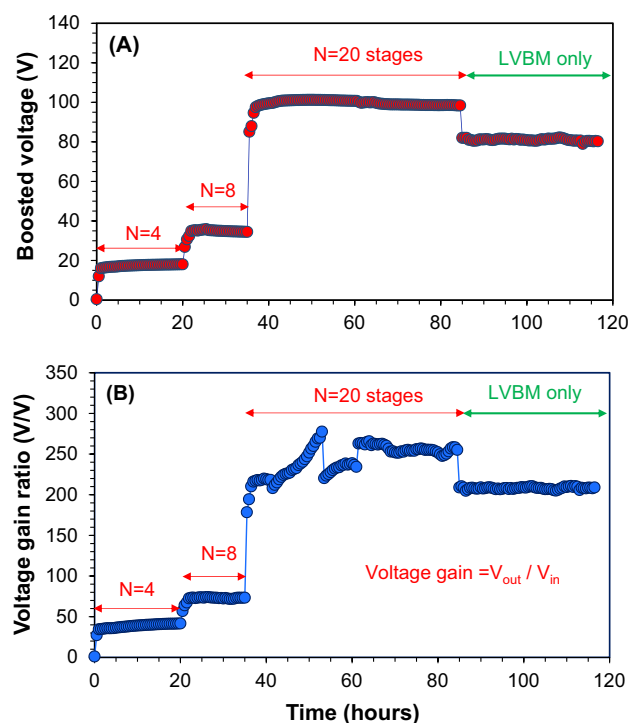 (A)
N=20 stages
LVBM only
N=8
N=4
Boosted voltage (V)
140
120
100
80
60
40
20
0
0 20 40 60 80 100 120
(B)
N=20 stages
LVBM only
N=8
N=4
Voltage gain =Vout / Vin
Voltage gain ratio (V/V)
350
300
250
200
150
100
50
0
0 20 40 60 80 100 120
Time (hours)